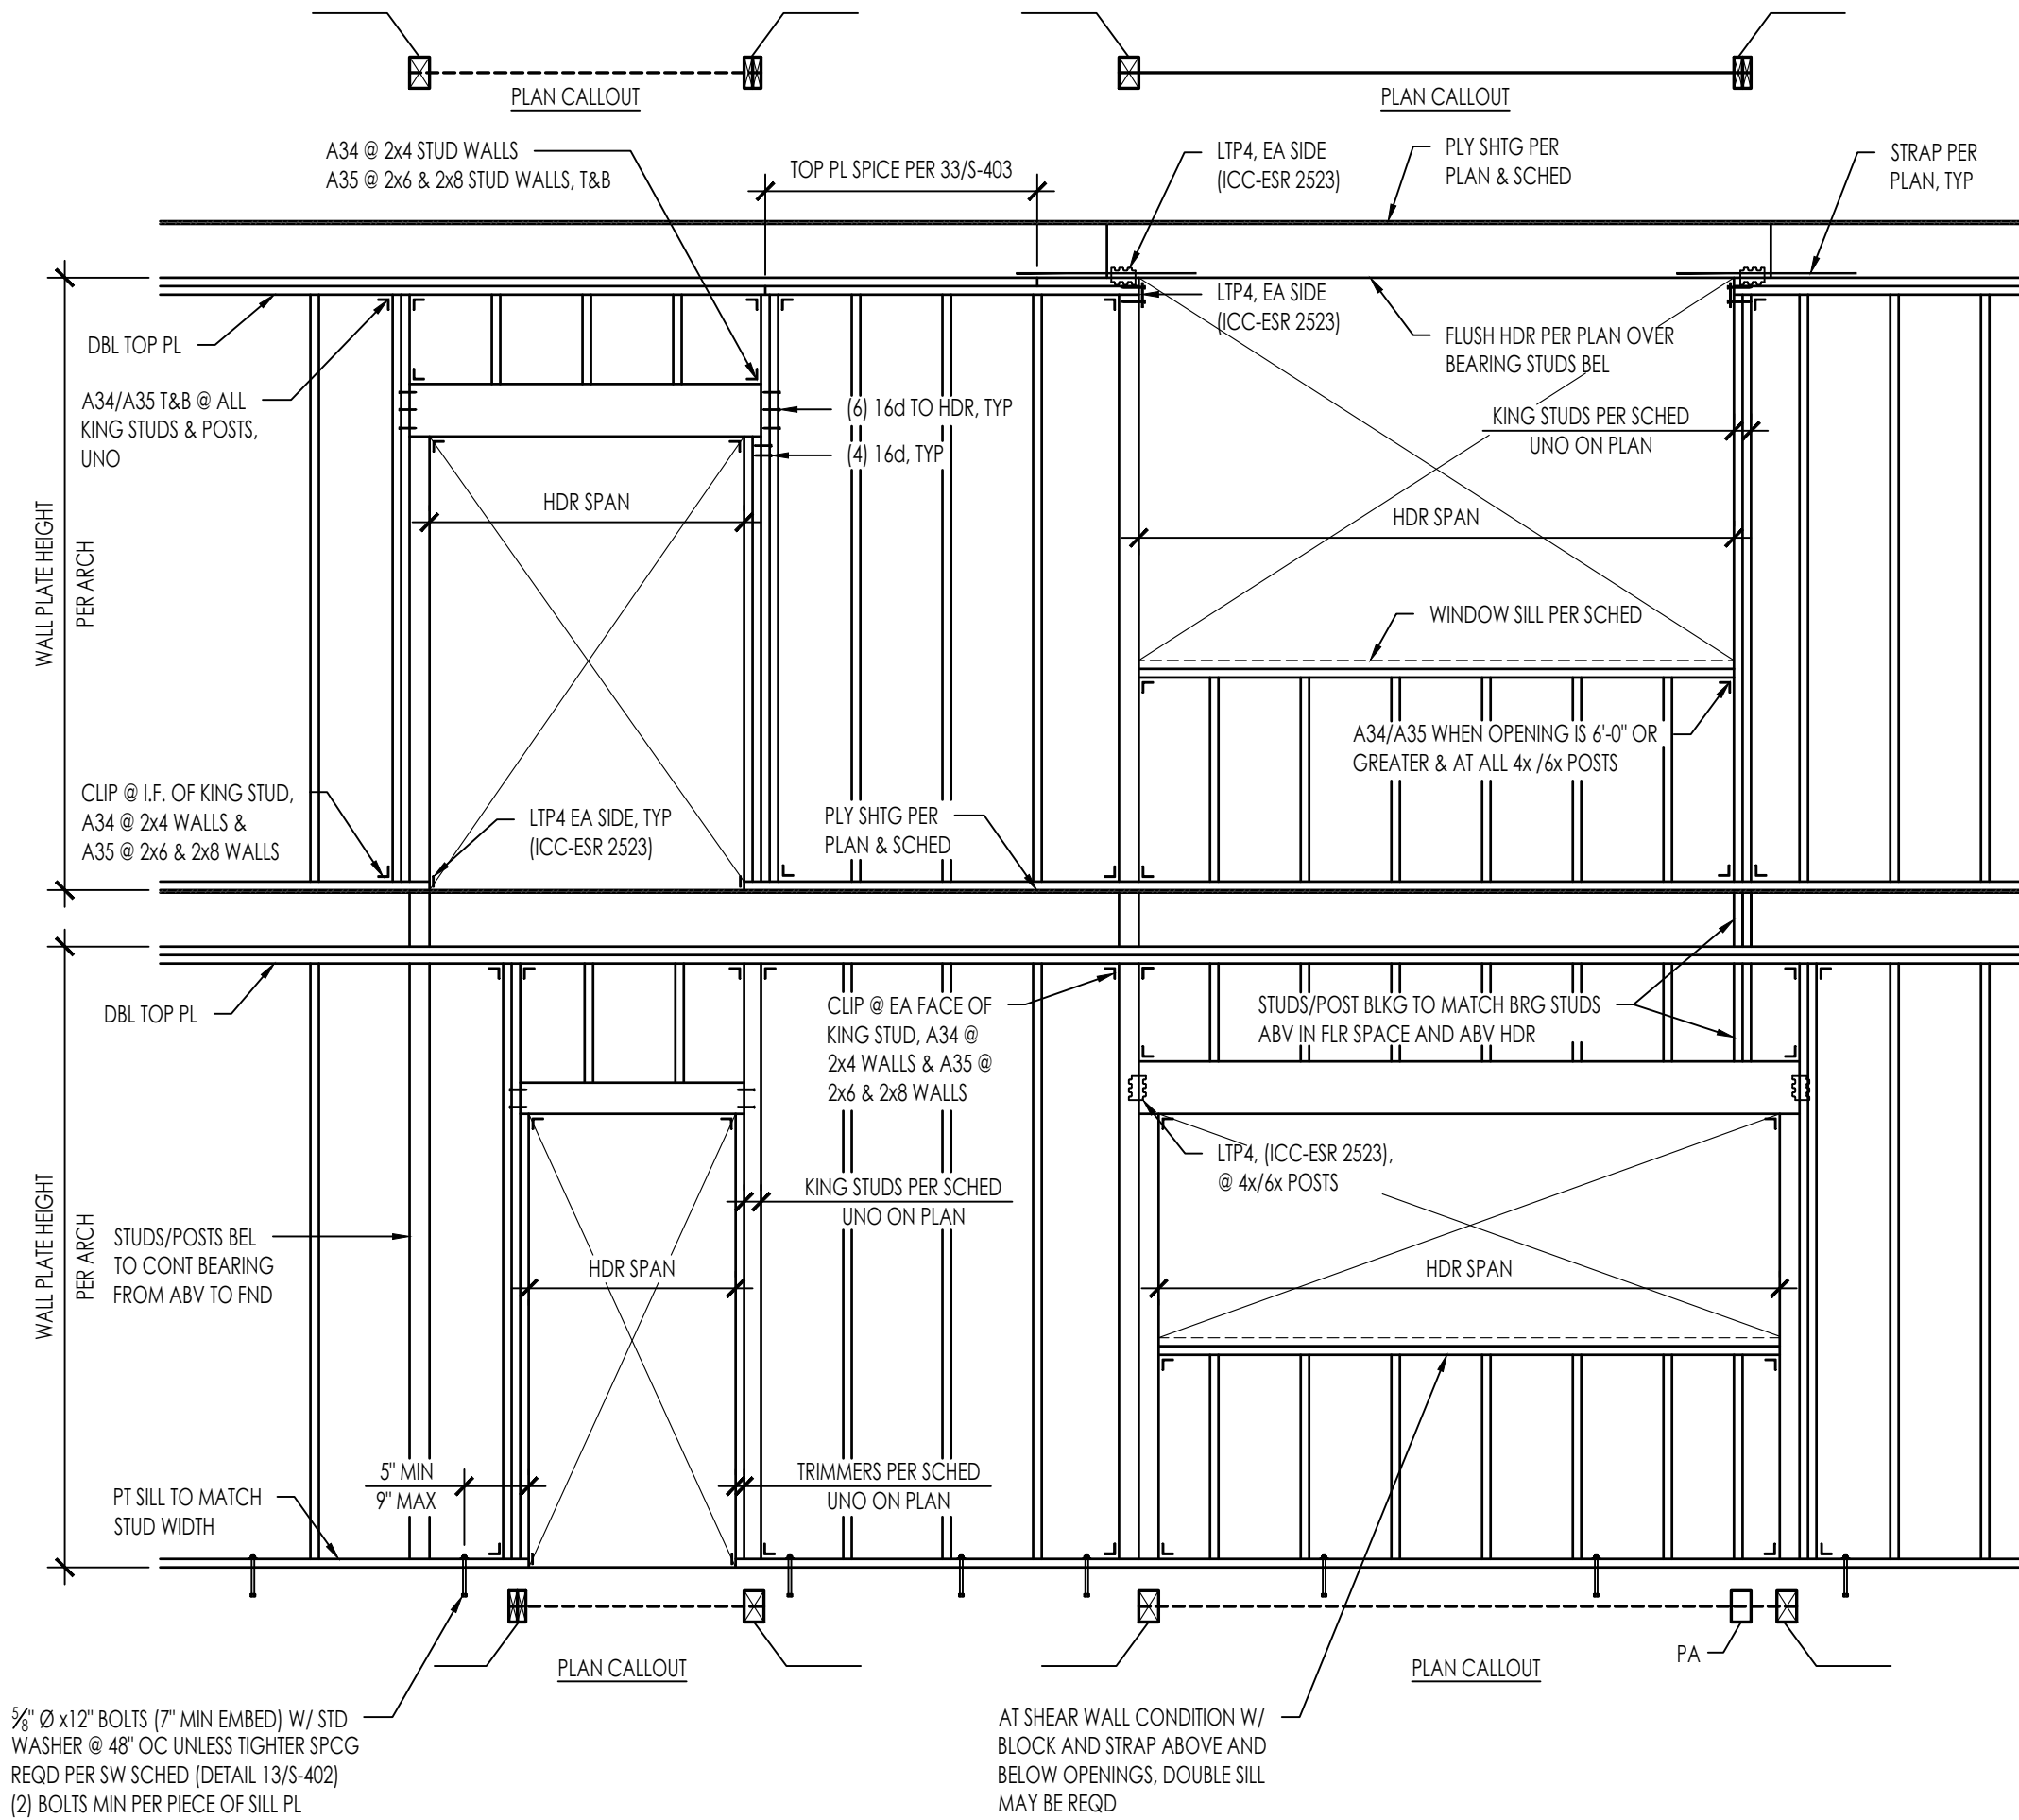 PLAN CALLOUT
PLAN CALLOUT
A34 @ 2x4 STUD WALLS
A35 @ 2x6 & 2x8 STUD WALLS, T&B
TOP PL SPICE PER 33/S-403
LTP4, EA SIDE
(ICC-ESR 2523)
PLY SHTG PER
PLAN & SCHED
STRAP PER
PLAN, TYP
DBL TOP PL
LTP4, EA SIDE
(ICC-ESR 2523)
FLUSH HDR PER PLAN OVER
BEARING STUDS BEL
A34/A35 T&B @ ALL
KING STUDS & POSTS,
UNO
(6) 16d TO HDR, TYP
(4) 16d, TYP
KING STUDS PER SCHED
UNO ON PLAN
HDR SPAN
HDR SPAN
WALL PLATE HEIGHT
PER ARCH
WINDOW SILL PER SCHED
A34/A35 WHEN OPENING IS 6'-0" OR
GREATER & AT ALL 4x /6x POSTS
CLIP @ I.F. OF KING STUD,
A34 @ 2x4 WALLS &
A35 @ 2x6 & 2x8 WALLS
LTP4 EA SIDE, TYP
(ICC-ESR 2523)
PLY SHTG PER
PLAN & SCHED
DBL TOP PL
CLIP @ EA FACE OF
KING STUD, A34 @
2x4 WALLS & A35 @
2x6 & 2x8 WALLS
STUDS/POST BLKG TO MATCH BRG STUDS
ABV IN FLR SPACE AND ABV HDR
LTP4, (ICC-ESR 2523),
@ 4x/6x POSTS
KING STUDS PER SCHED
UNO ON PLAN
WALL PLATE HEIGHT
PER ARCH
STUDS/POSTS BEL
TO CONT BEARING
FROM ABV TO FND
HDR SPAN
HDR SPAN
5" MIN
9" MAX
TRIMMERS PER SCHED
UNO ON PLAN
PT SILL TO MATCH
STUD WIDTH
PLAN CALLOUT
PLAN CALLOUT
PA
5/8" Ø x12" BOLTS (7" MIN EMBED) W/ STD
WASHER @ 48" OC UNLESS TIGHTER SPCG
REQD PER SW SCHED (DETAIL 13/S-402)
(2) BOLTS MIN PER PIECE OF SILL PL
AT SHEAR WALL CONDITION W/
BLOCK AND STRAP ABOVE AND
BELOW OPENINGS, DOUBLE SILL
MAY BE REQD